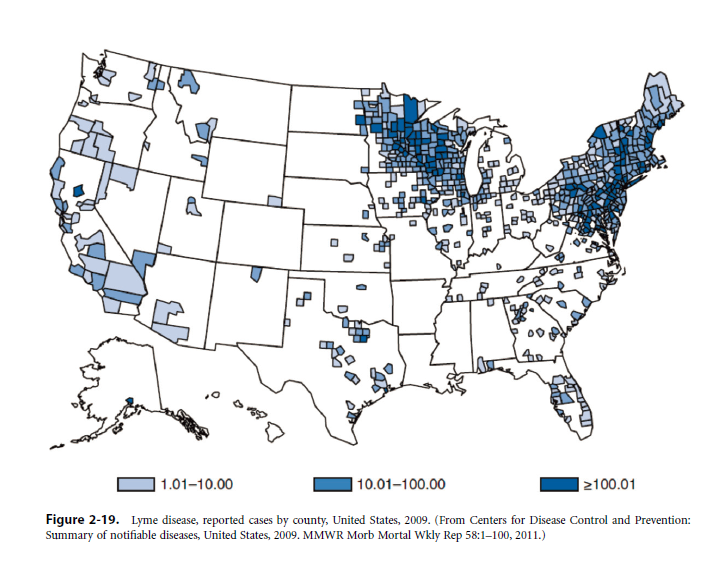 1.01–10.00 10.01–100.00 ≥100.01
Figure 2-19. Lyme disease, reported cases by county, United States, 2009. (From Centers for Disease Control and Prevention:
Summary of notifiable diseases, United States, 2009. MMWR Morb Mortal Wkly Rep 58:1–100, 2011.)